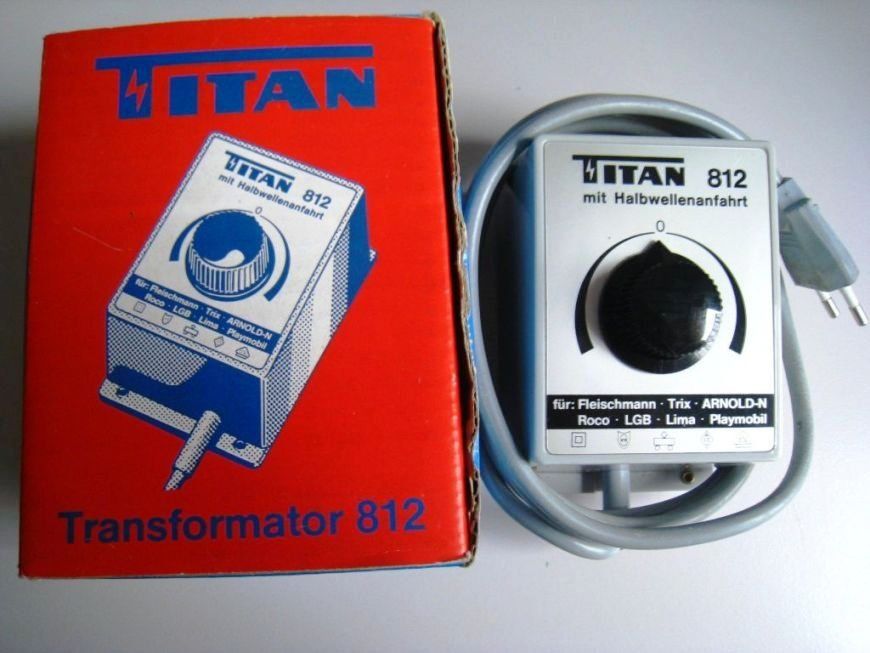 TITAN
TITAN 812
mit Halbwellenanfahrt
0
für: Fleischmann · Trix · ARNOLD-N
Roco · LGB · Lima · Playmobil
Transformator 812
TITAN 812
mit Halbwellenanfahrt
0
für: Fleischmann · Trix · ARNOLD-N
Roco · LGB · Lima · Playmobil